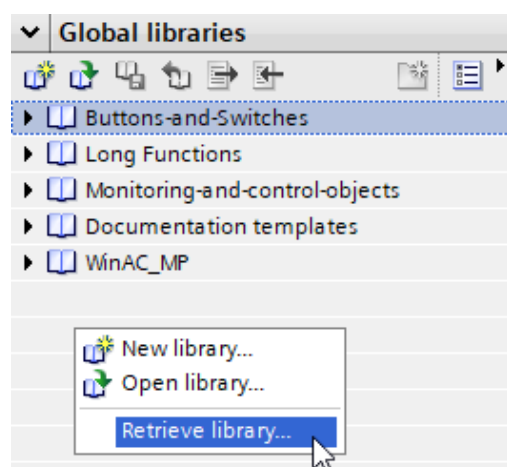 Global libraries
Buttons-and-Switches
Long Functions
Monitoring-and-control-objects
Documentation templates
WinAC_MP
New library...
Open library...
Retrieve library...